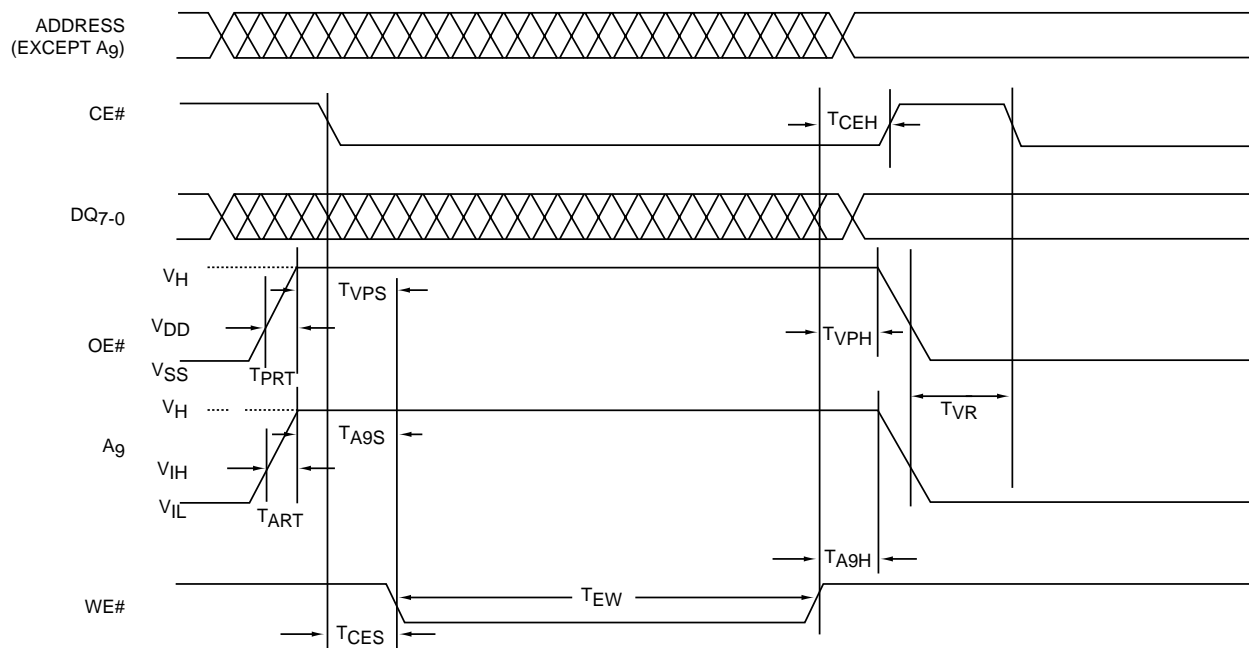 ADDRESS
(EXCEPT A9)
CE#
TCEH
DQ7-0
VH
TVPS
VDD
TVPH
OE#
VSS
TPRT
VH
TVR
A9
TA9S
VIH
VIL
TART
TA9H
WE#
TEW
TCES